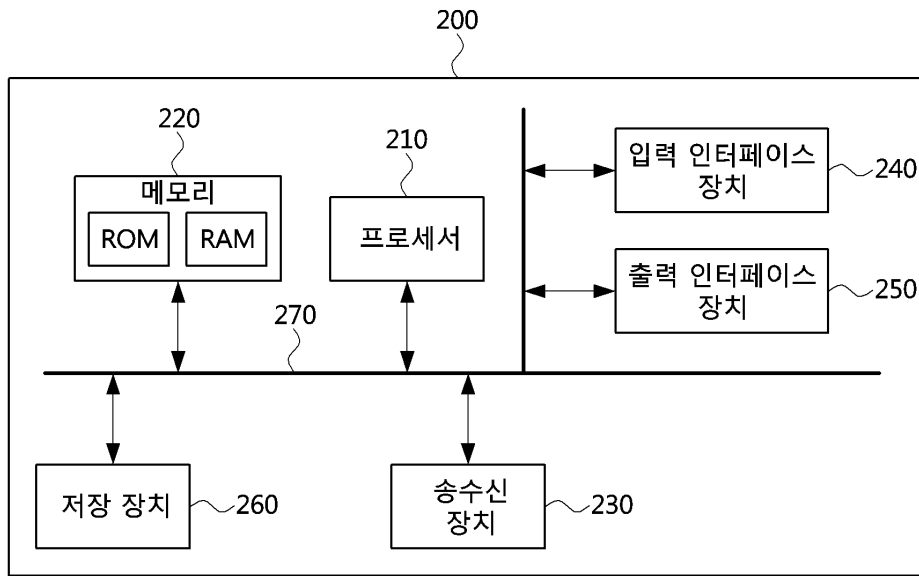 200
220
210
메모리
ROM RAM
프로세서
입력 인터페이스
장치
240
출력 인터페이스
장치
250
270
저장 장치
260
송수신
장치
230